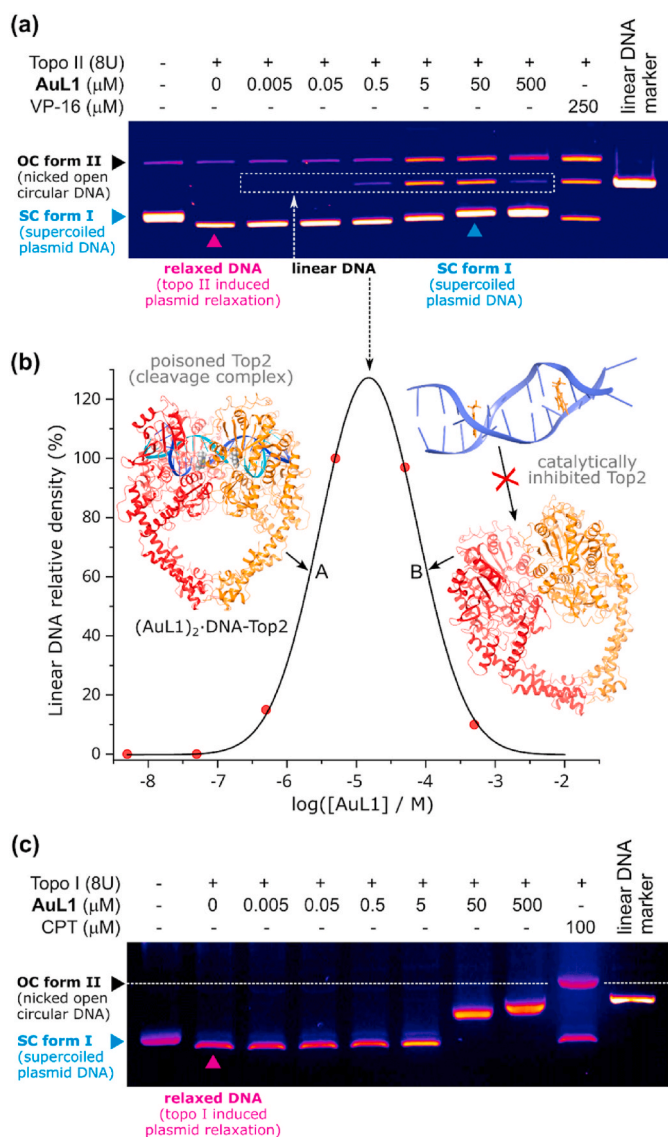 (a)
Topo II (8U) - + + + + + + + +
AuL1 (μM) - 0 0.005 0.05 0.5 5 50 500 -
VP-16 (μM) - - - - - - - - 250
linear DNA
marker
OC form II
(nicked open
circular DNA)
SC form I
(supercoiled
plasmid DNA)
relaxed DNA
(topo II induced
plasmid relaxation)
linear DNA
SC form I
(supercoiled
plasmid DNA)
(b)
poisoned Top2
(cleavage complex)
catalytically
inhibited Top2
A
B
(AuL1)₂·DNA-Top2
Linear DNA relative density (%)
120
100
80
60
40
20
0
-8 -7 -6 -5 -4 -3 -2
log([AuL1] / M)
(c)
Topo I (8U) - + + + + + + + +
AuL1 (μM) - 0 0.005 0.05 0.5 5 50 500 -
CPT (μM) - - - - - - - - 100
linear DNA
marker
OC form II
(nicked open
circular DNA)
SC form I
(supercoiled
plasmid DNA)
relaxed DNA
(topo I induced
plasmid relaxation)